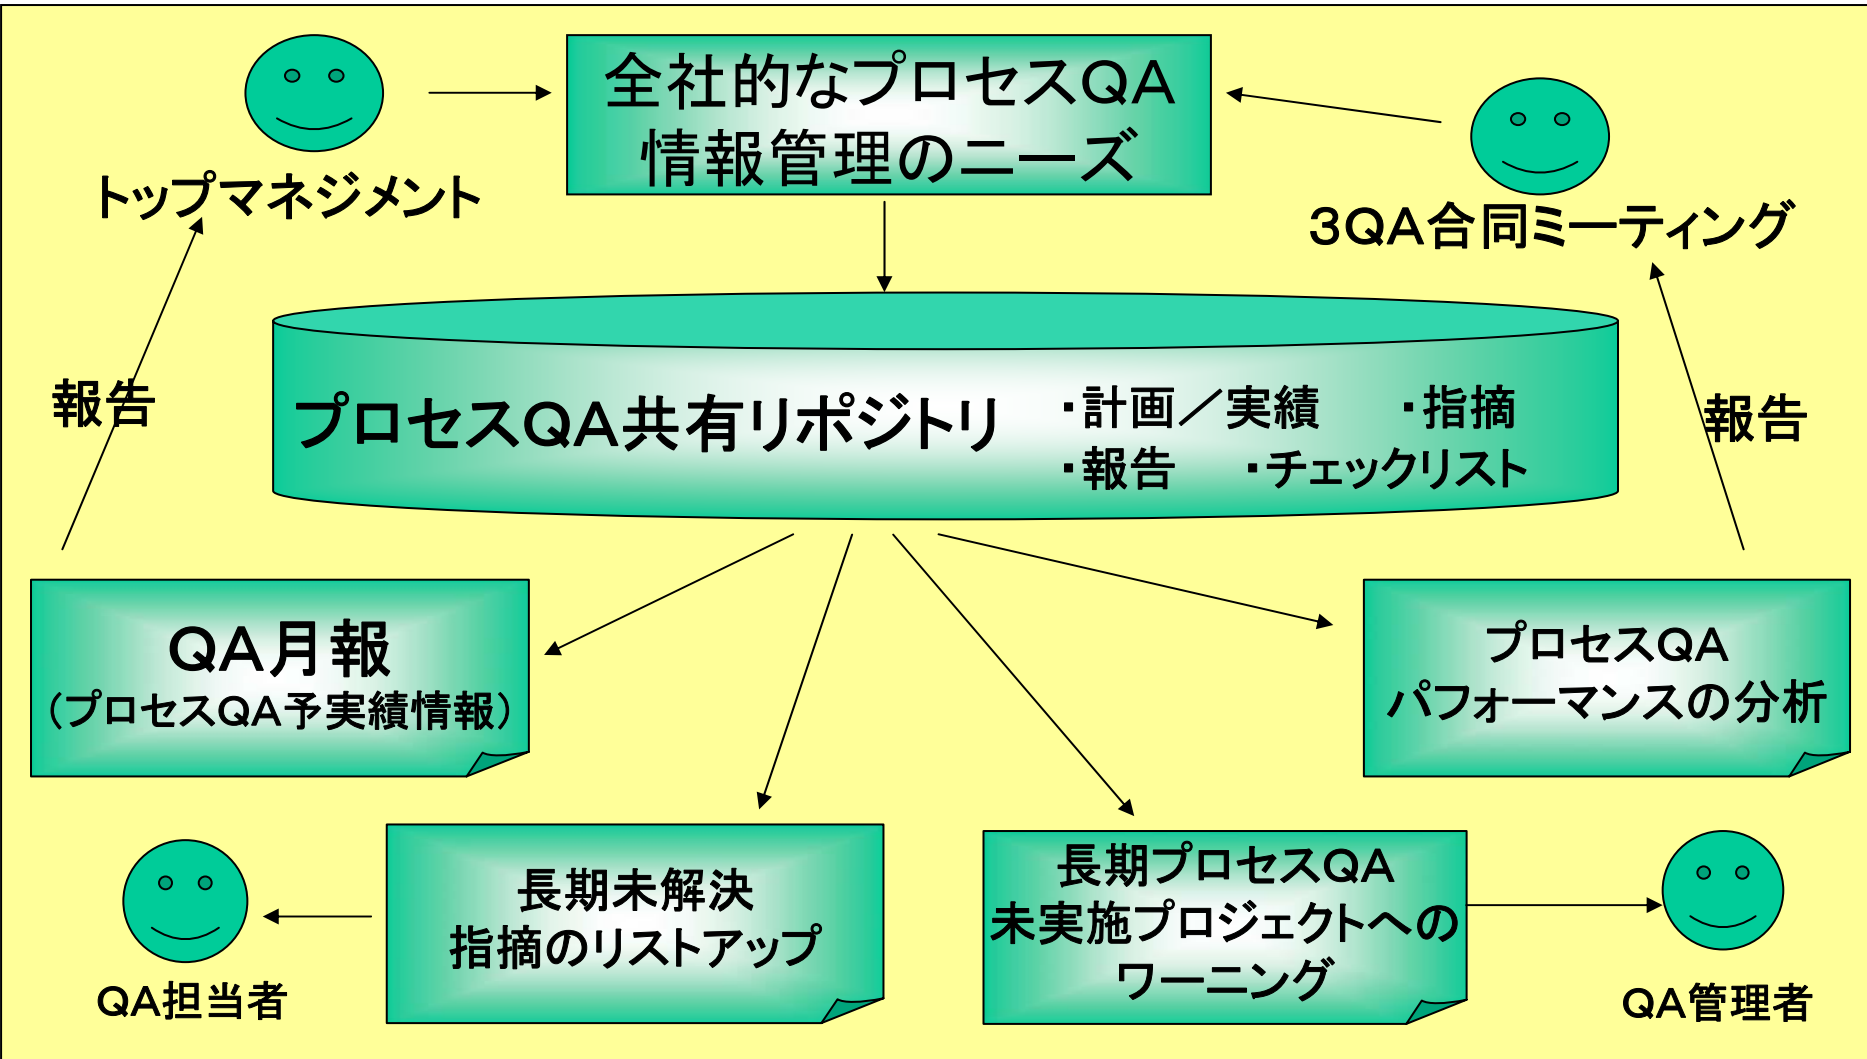 全社的なプロセスQA
情報管理のニーズ
トップマネジメント
3QA合同ミーティング
報告
プロセスQA共有リポジトリ
・計画／実績 ・指摘
・報告 ・チェックリスト
報告
QA月報
（プロセスQA予実績情報）
プロセスQA
パフォーマンスの分析
長期未解決
指摘のリストアップ
長期プロセスQA
未実施プロジェクトへの
ワーニング
QA担当者
QA管理者